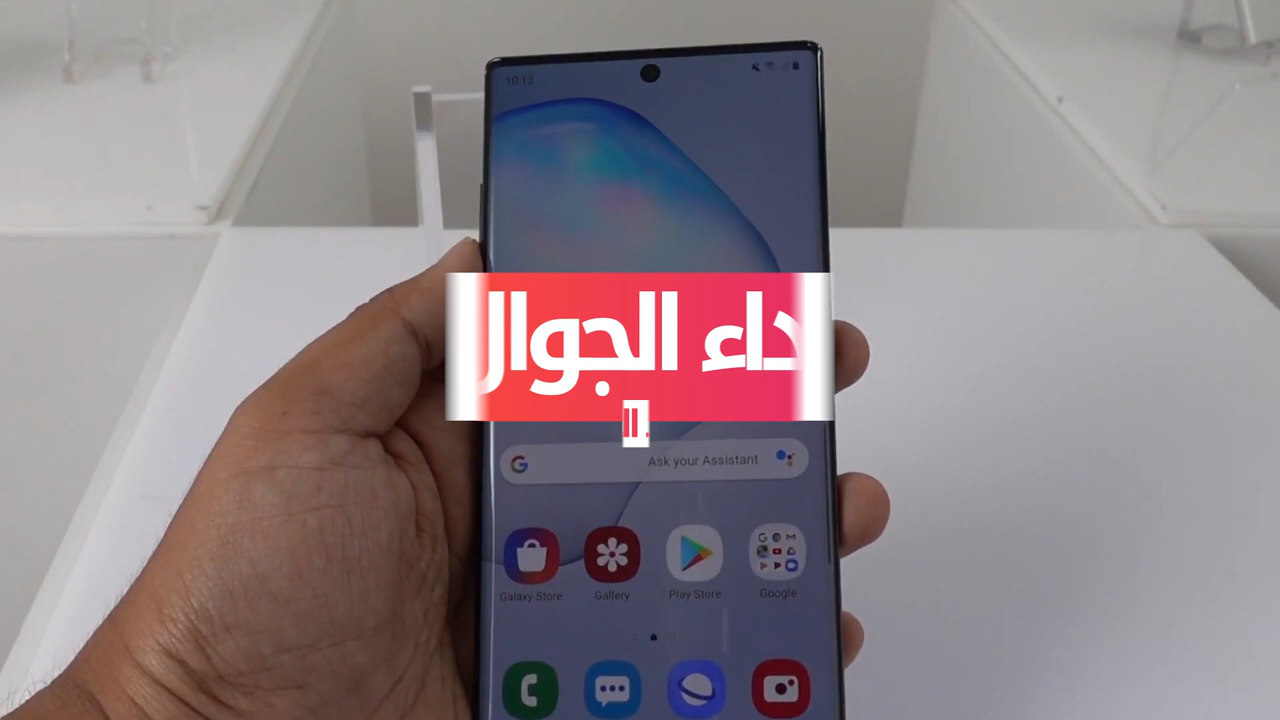 10:13
داء الجوال
Ask your Assistant
Galaxy Store
Gallery
Play Store
Google